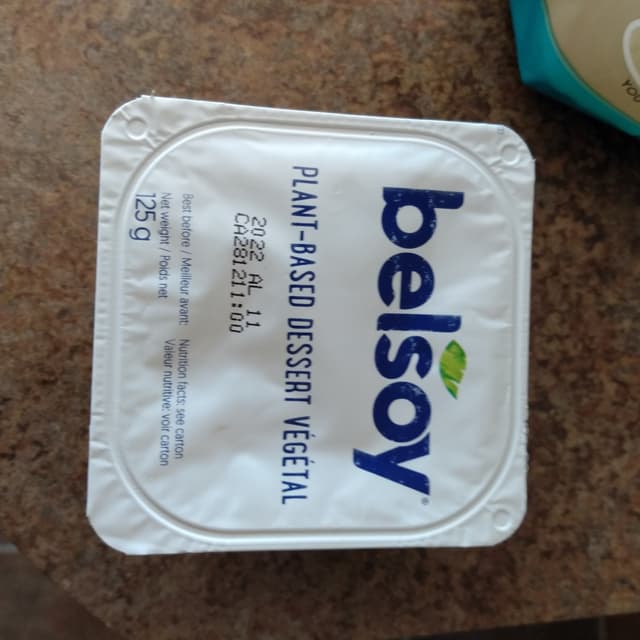 belsoy®
PLANT-BASED DESSERT VÉGÉTAL
2022 AL 11
CA281211:00
Best before / Meilleur avant:
Nutrition facts: see carton
Net weight / Poids net
Valeur nutritive: voir carton
125 g